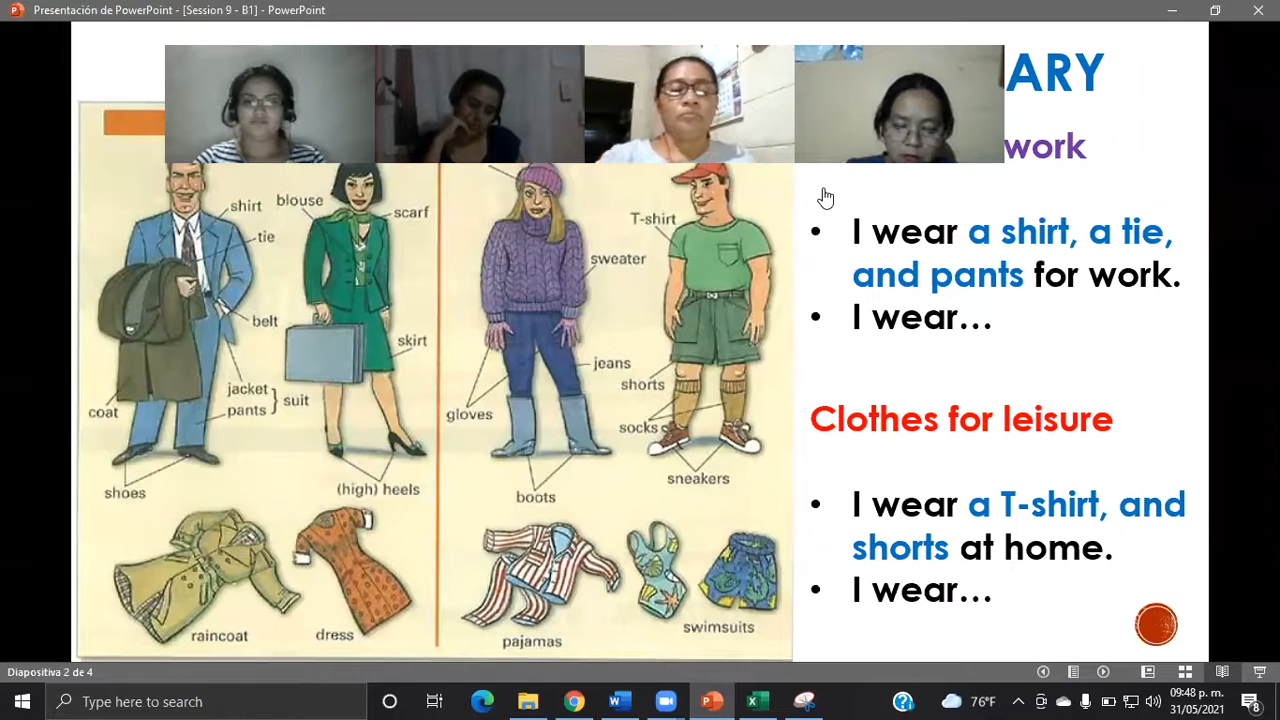 Presentación de PowerPoint - [Session 9 - B1] - PowerPoint
ARY
work
shirt
blouse
scarf
tie
belt
skirt
jacket
pants
suit
coat
shoes
(high) heels
raincoat
dress
T-shirt
sweater
jeans
shorts
gloves
socks
sneakers
boots
pajamas
swimsuits
• I wear a shirt, a tie,
and pants for work.
• I wear...
Clothes for leisure
• I wear a T-shirt, and
shorts at home.
• I wear...
Diapositiva 2 de 4
Type here to search
76°F
09:48 p. m.
31/05/2021
8